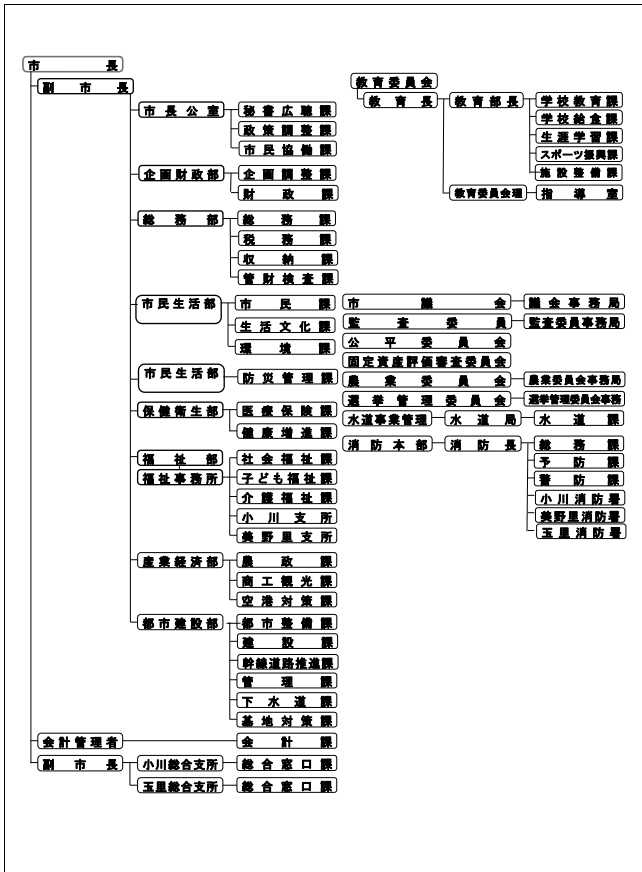 市長
副市長
市長公室 秘書広聴課
政策調整課
市民協働課
企画財政部 企画調整課
財政課
総務部 総務課
税務課
収納課
管財検査課
市民生活部 市民課
生活文化課
環境課
市民生活部 防災管理課
保健衛生部 医療保険課
健康増進課
福祉部 社会福祉課
福祉事務所 子ども福祉課
介護福祉課
小川支所
美野里支所
産業経済部 農政課
商工観光課
空港対策課
都市建設部 都市整備課
建設課
幹線道路推進課
管理課
下水道課
基地対策課
会計管理者 会計課
副市長 小川総合支所 総合窓口課
玉里総合支所 総合窓口課
教育委員会
教育長 教育部長 学校教育課
学校給食課
生涯学習課
スポーツ振興課
施設整備課
教育委員会理 指導室
市議会 議会事務局
監査委員 監査委員事務局
公平委員会
固定資産評価審査委員会
農業委員会 農業委員会事務局
選挙管理委員会 選挙管理委員会事務
水道事業管理 水道局 水道課
消防本部 消防長 総務課
予防課
警防課
小川消防署
美野里消防署
玉里消防署